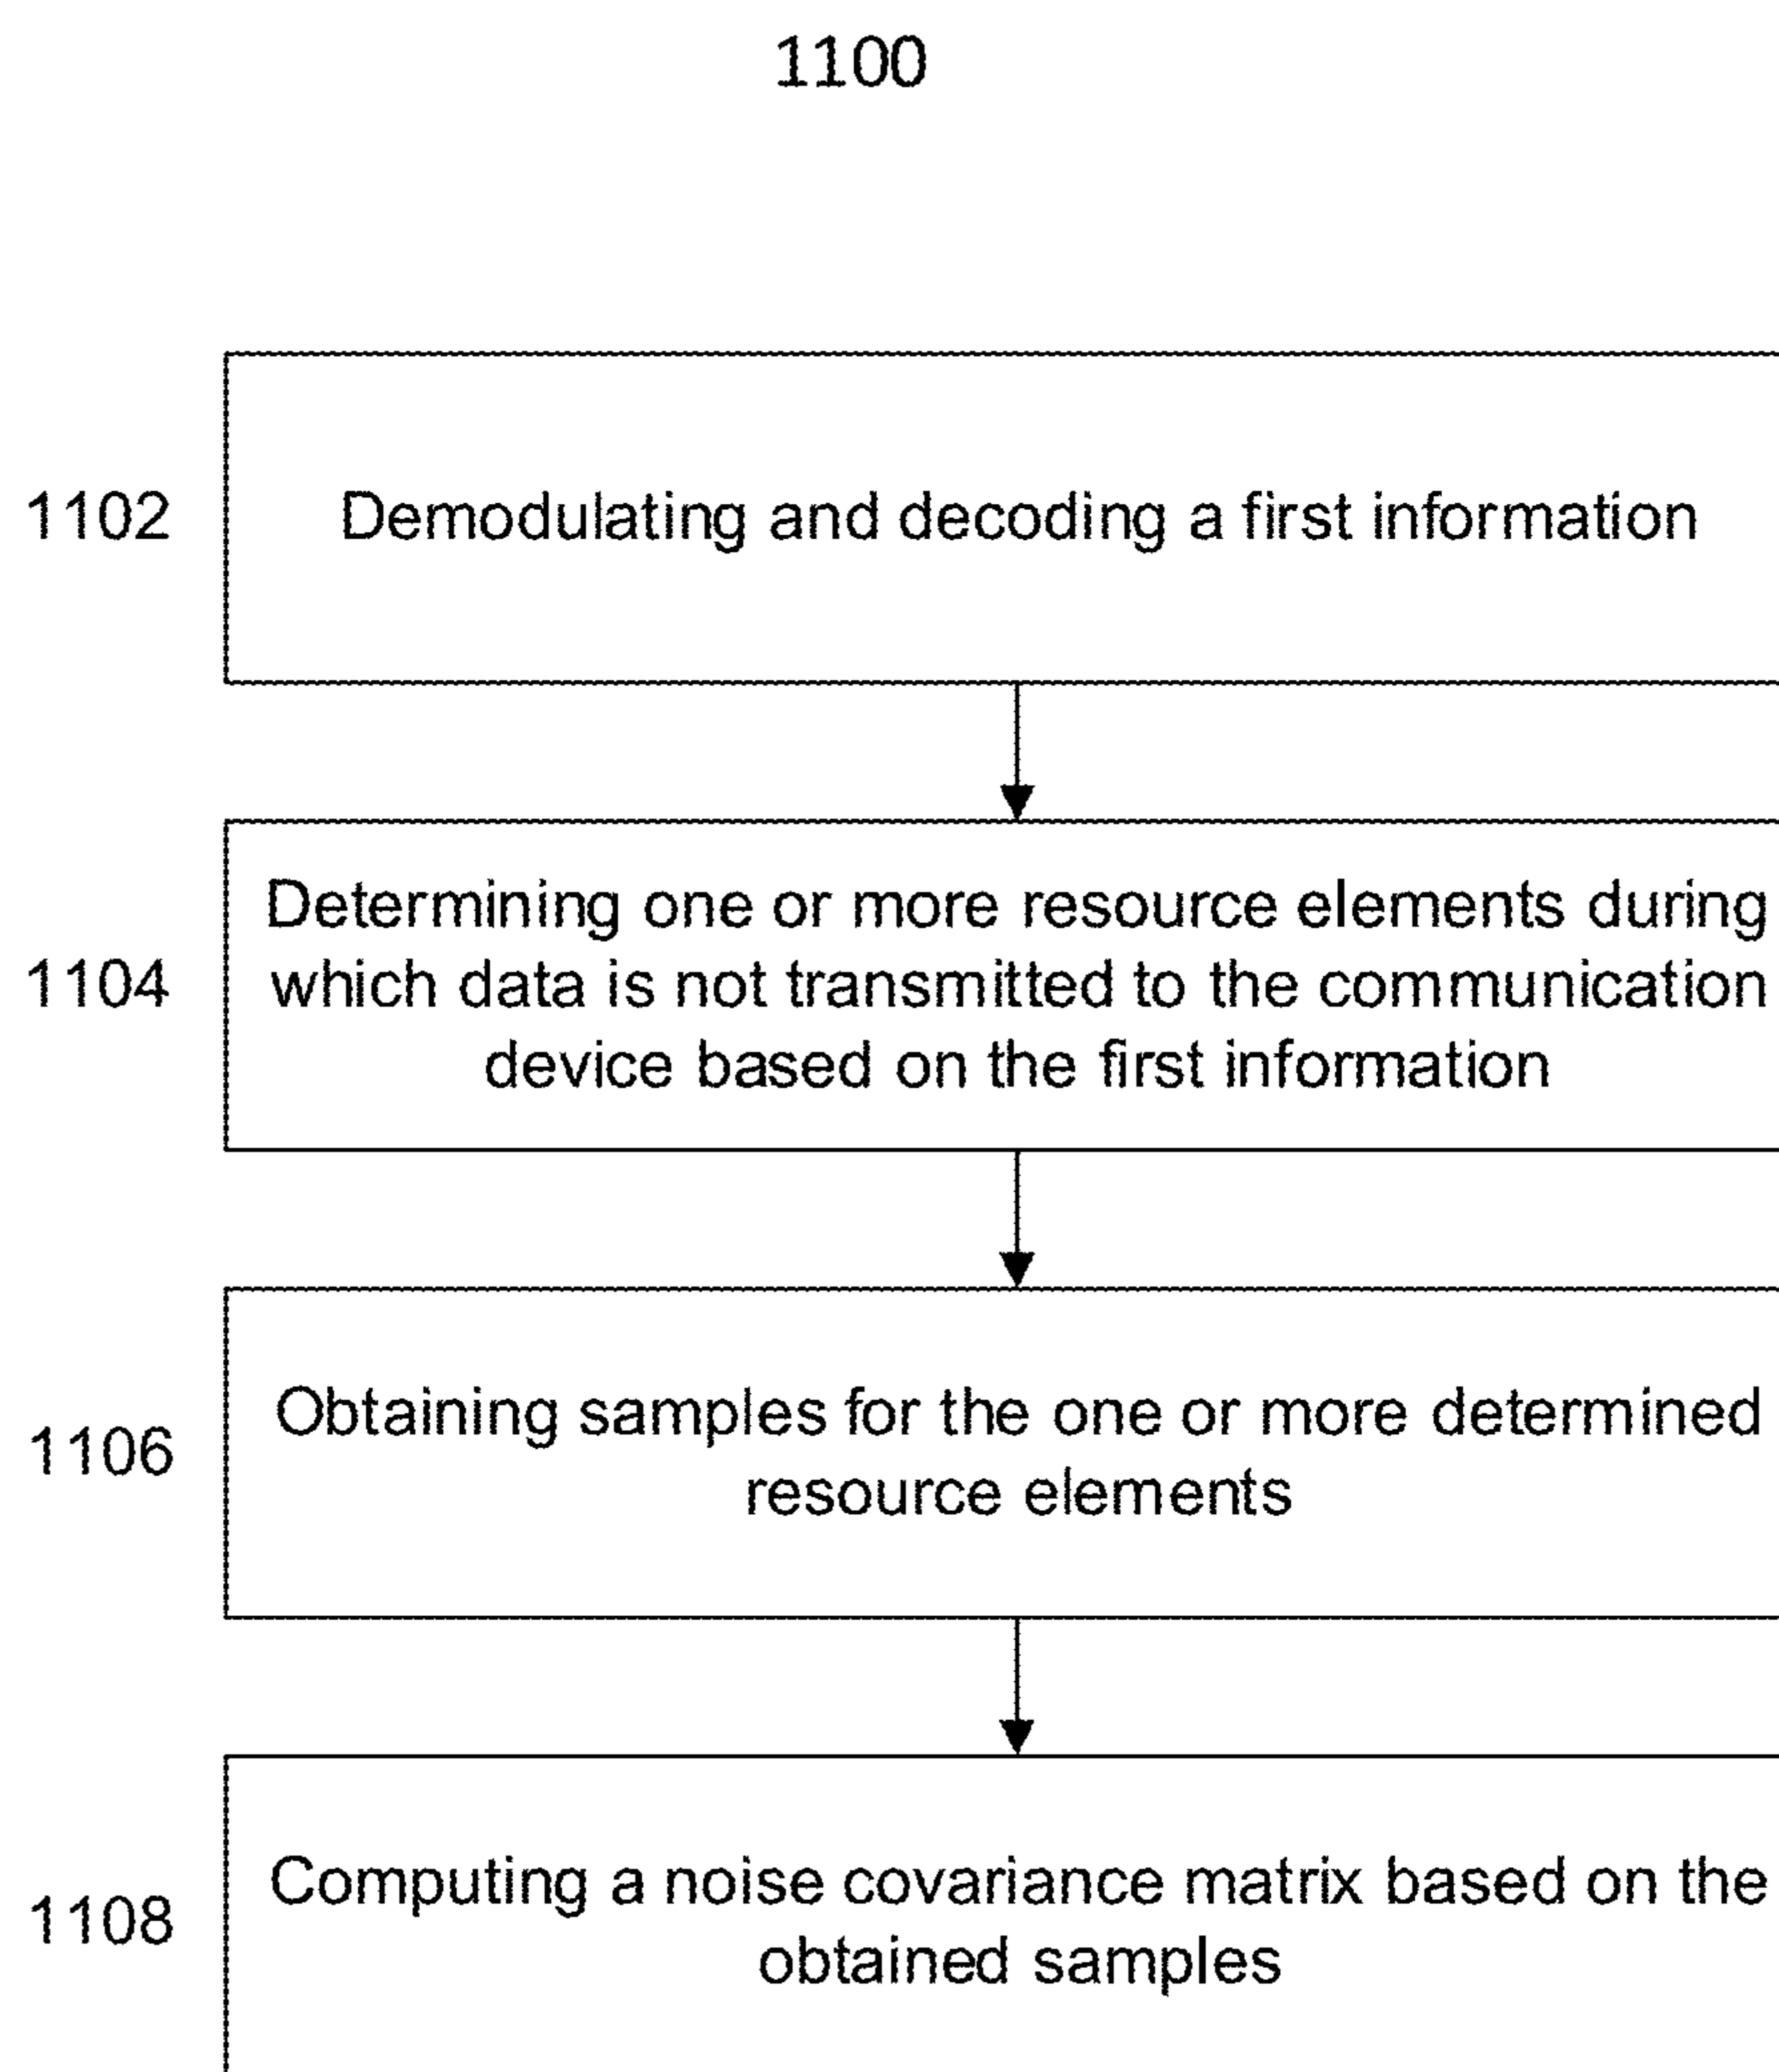 1100
1102
Demodulating and decoding a first information
1104
Determining one or more resource elements during
which data is not transmitted to the communication
device based on the first information
1106
Obtaining samples for the one or more determined
resource elements
1108
Computing a noise covariance matrix based on the
obtained samples